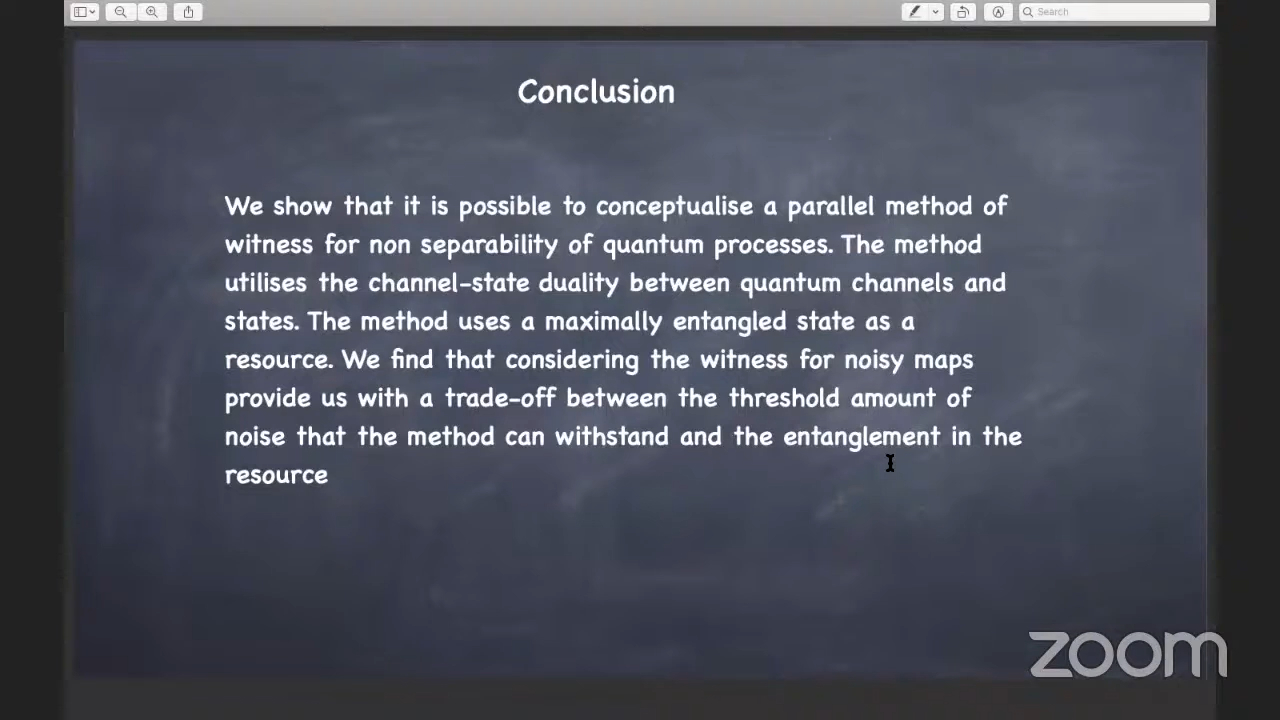 Search
Conclusion
We show that it is possible to conceptualise a parallel method of
witness for non separability of quantum processes. The method
utilises the channel-state duality between quantum channels and
states. The method uses a maximally entangled state as a
resource. We find that considering the witness for noisy maps
provide us with a trade-off between the threshold amount of
noise that the method can withstand and the entanglement in the
resource
zoom